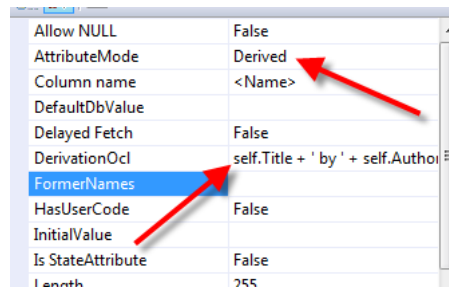 Allow NULL False
AttributeMode Derived
Column name <Name>
DefaultDbValue
Delayed Fetch False
DerivationOcl self.Title + ' by ' + self.Author
FormerNames
HasUserCode False
InitialValue
Is StateAttribute False
Length 255